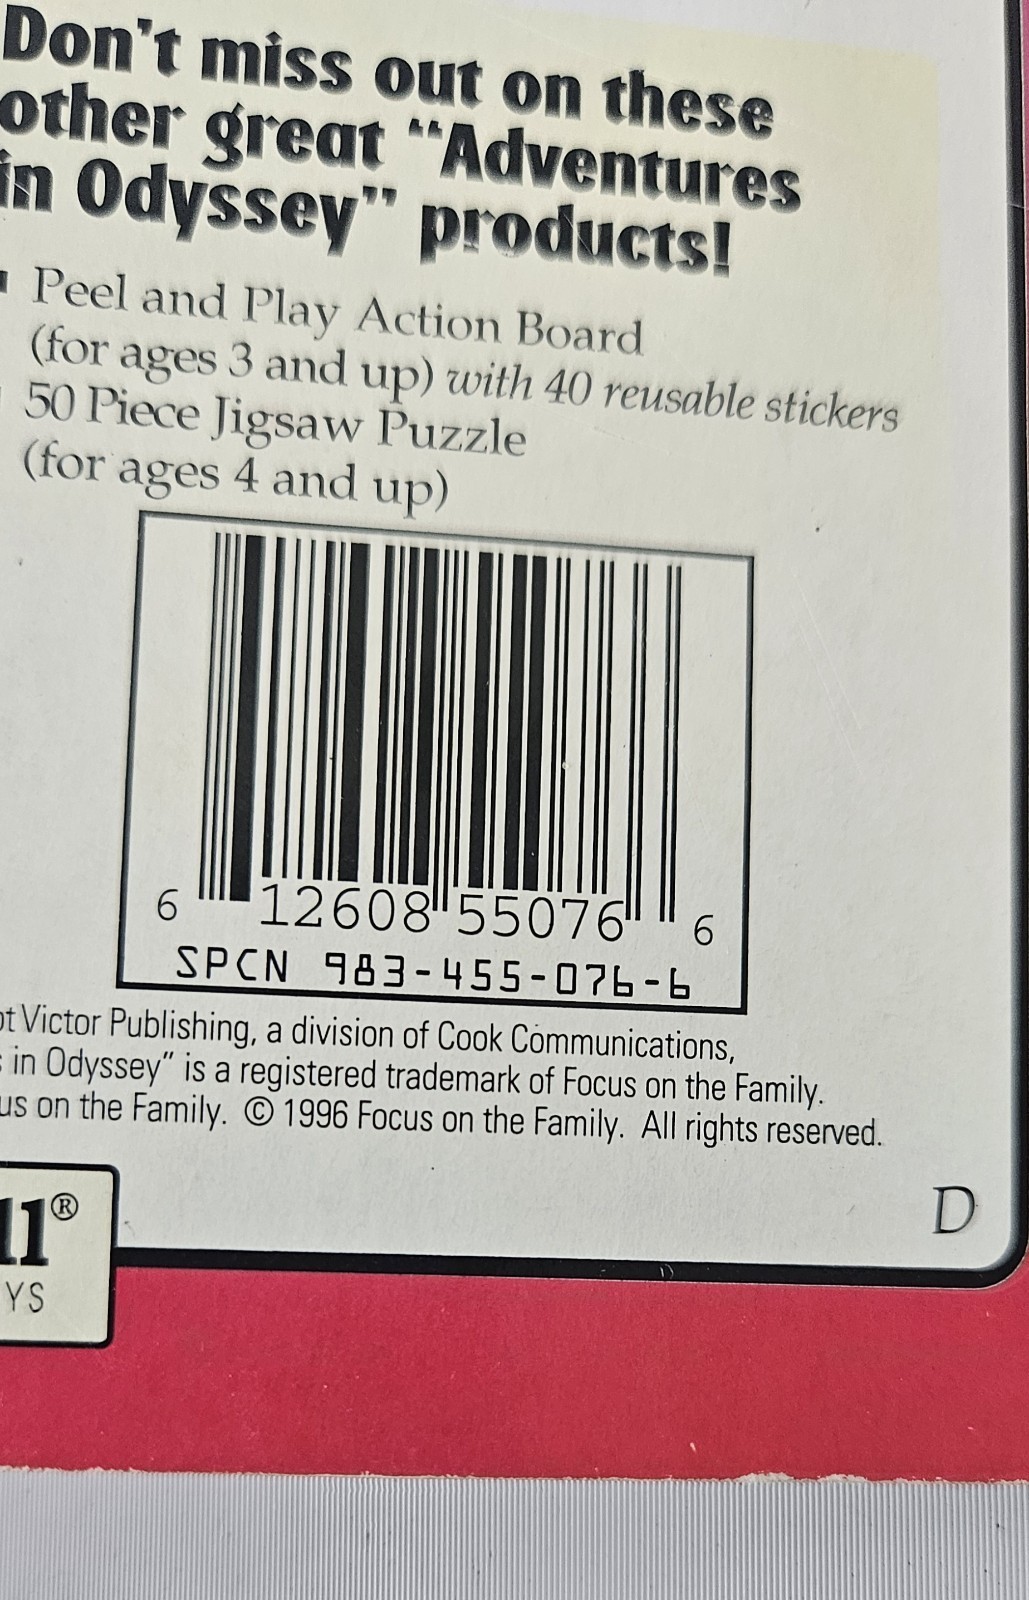 Don't miss out on these
other great "Adventures
in Odyssey" products!
Peel and Play Action Board
(for ages 3 and up) with 40 reusable stickers
50 Piece Jigsaw Puzzle
(for ages 4 and up)
6 12608 55076 6
SPCN 983-455-076-6
Victor Publishing, a division of Cook Communications,
in Odyssey" is a registered trademark of Focus on the Family.
us on the Family. © 1996 Focus on the Family. All rights reserved.
D
ll®
YS